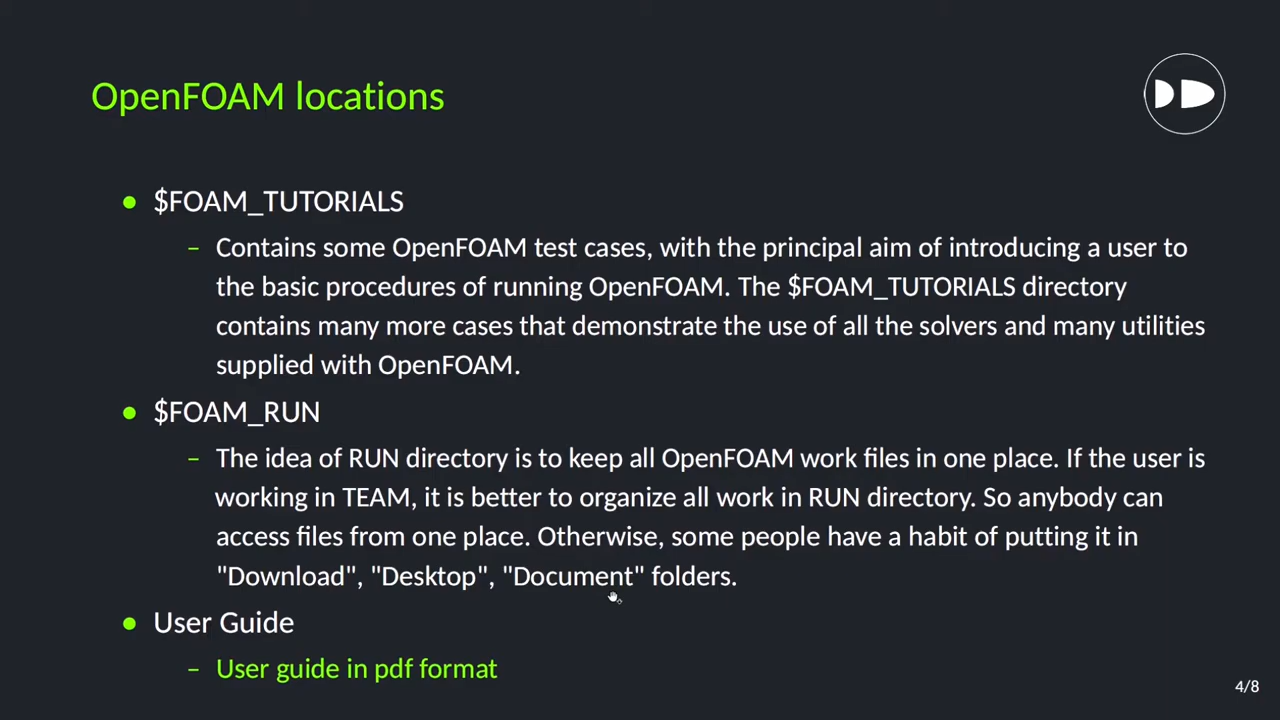 OpenFOAM locations
● $FOAM_TUTORIALS
– Contains some OpenFOAM test cases, with the principal aim of introducing a user to
the basic procedures of running OpenFOAM. The $FOAM_TUTORIALS directory
contains many more cases that demonstrate the use of all the solvers and many utilities
supplied with OpenFOAM.
● $FOAM_RUN
– The idea of RUN directory is to keep all OpenFOAM work files in one place. If the user is
working in TEAM, it is better to organize all work in RUN directory. So anybody can
access files from one place. Otherwise, some people have a habit of putting it in
"Download", "Desktop", "Document" folders.
● User Guide
– User guide in pdf format
4/8